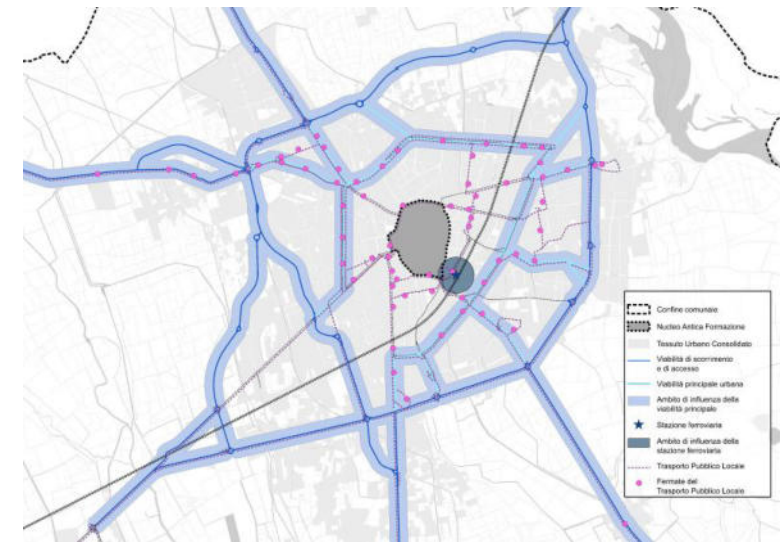 Confine comunale
Nucleo Antica Formazione
Tessuto Urbano Consolidato
Viabilità di scorrimento
e di accesso
Viabilità principale urbana
Ambito di influenza della
viabilità principale
Stazione ferroviaria
Ambito di influenza della
stazione ferroviaria
Trasporto Pubblico Locale
Fermate del
Trasporto Pubblico Locale